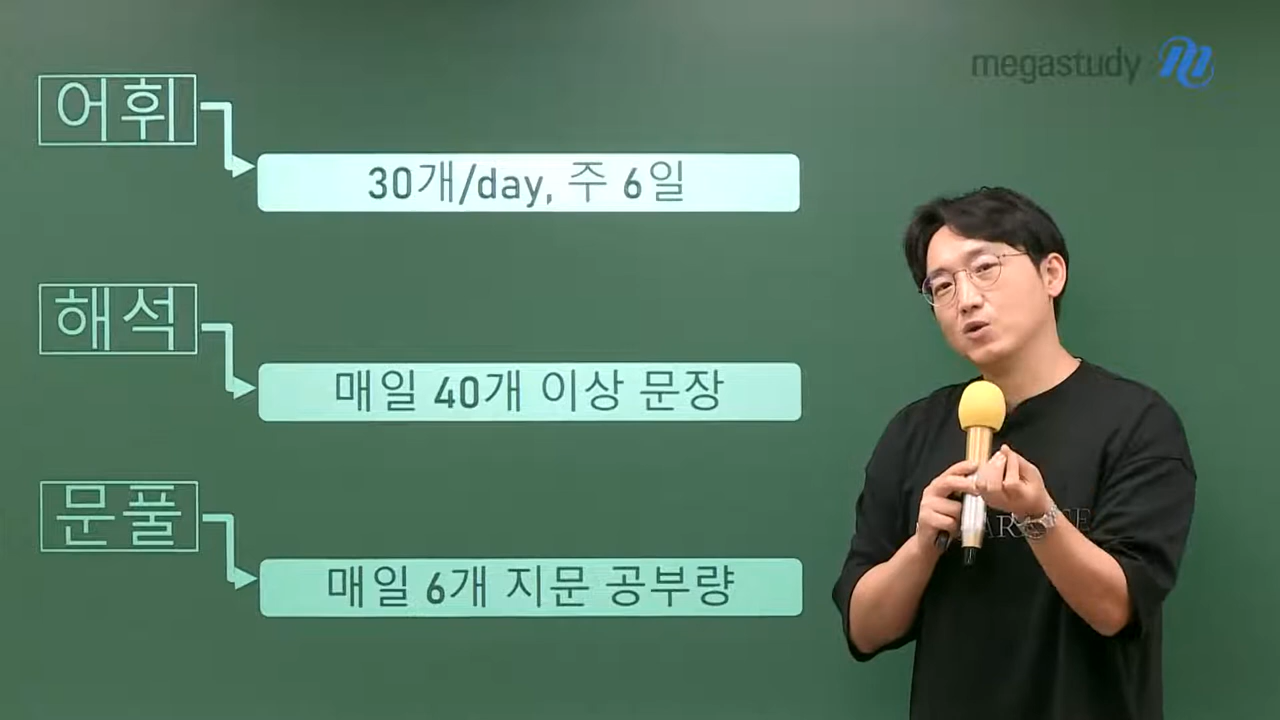 megastudy
어휘
30개/day, 주 6일
해석
매일 40개 이상 문장
문풀
매일 6개 지문 공부량